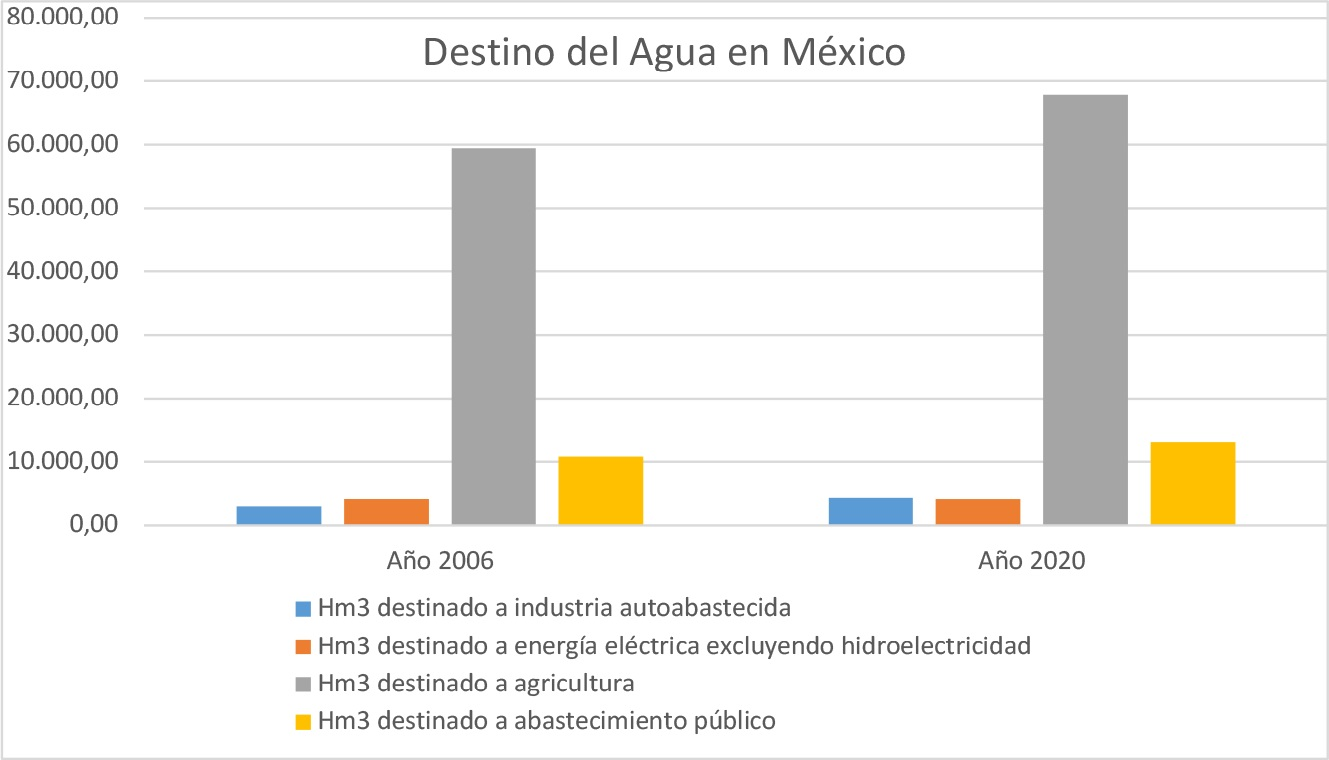 Destino del Agua en México
80.000,00
70.000,00
60.000,00
50.000,00
40.000,00
30.000,00
20.000,00
10.000,00
0,00
Año 2006
Año 2020
Hm3 destinado a industria autoabastecida
Hm3 destinado a energía eléctrica excluyendo hidroelectricidad
Hm3 destinado a agricultura
Hm3 destinado a abastecimiento público